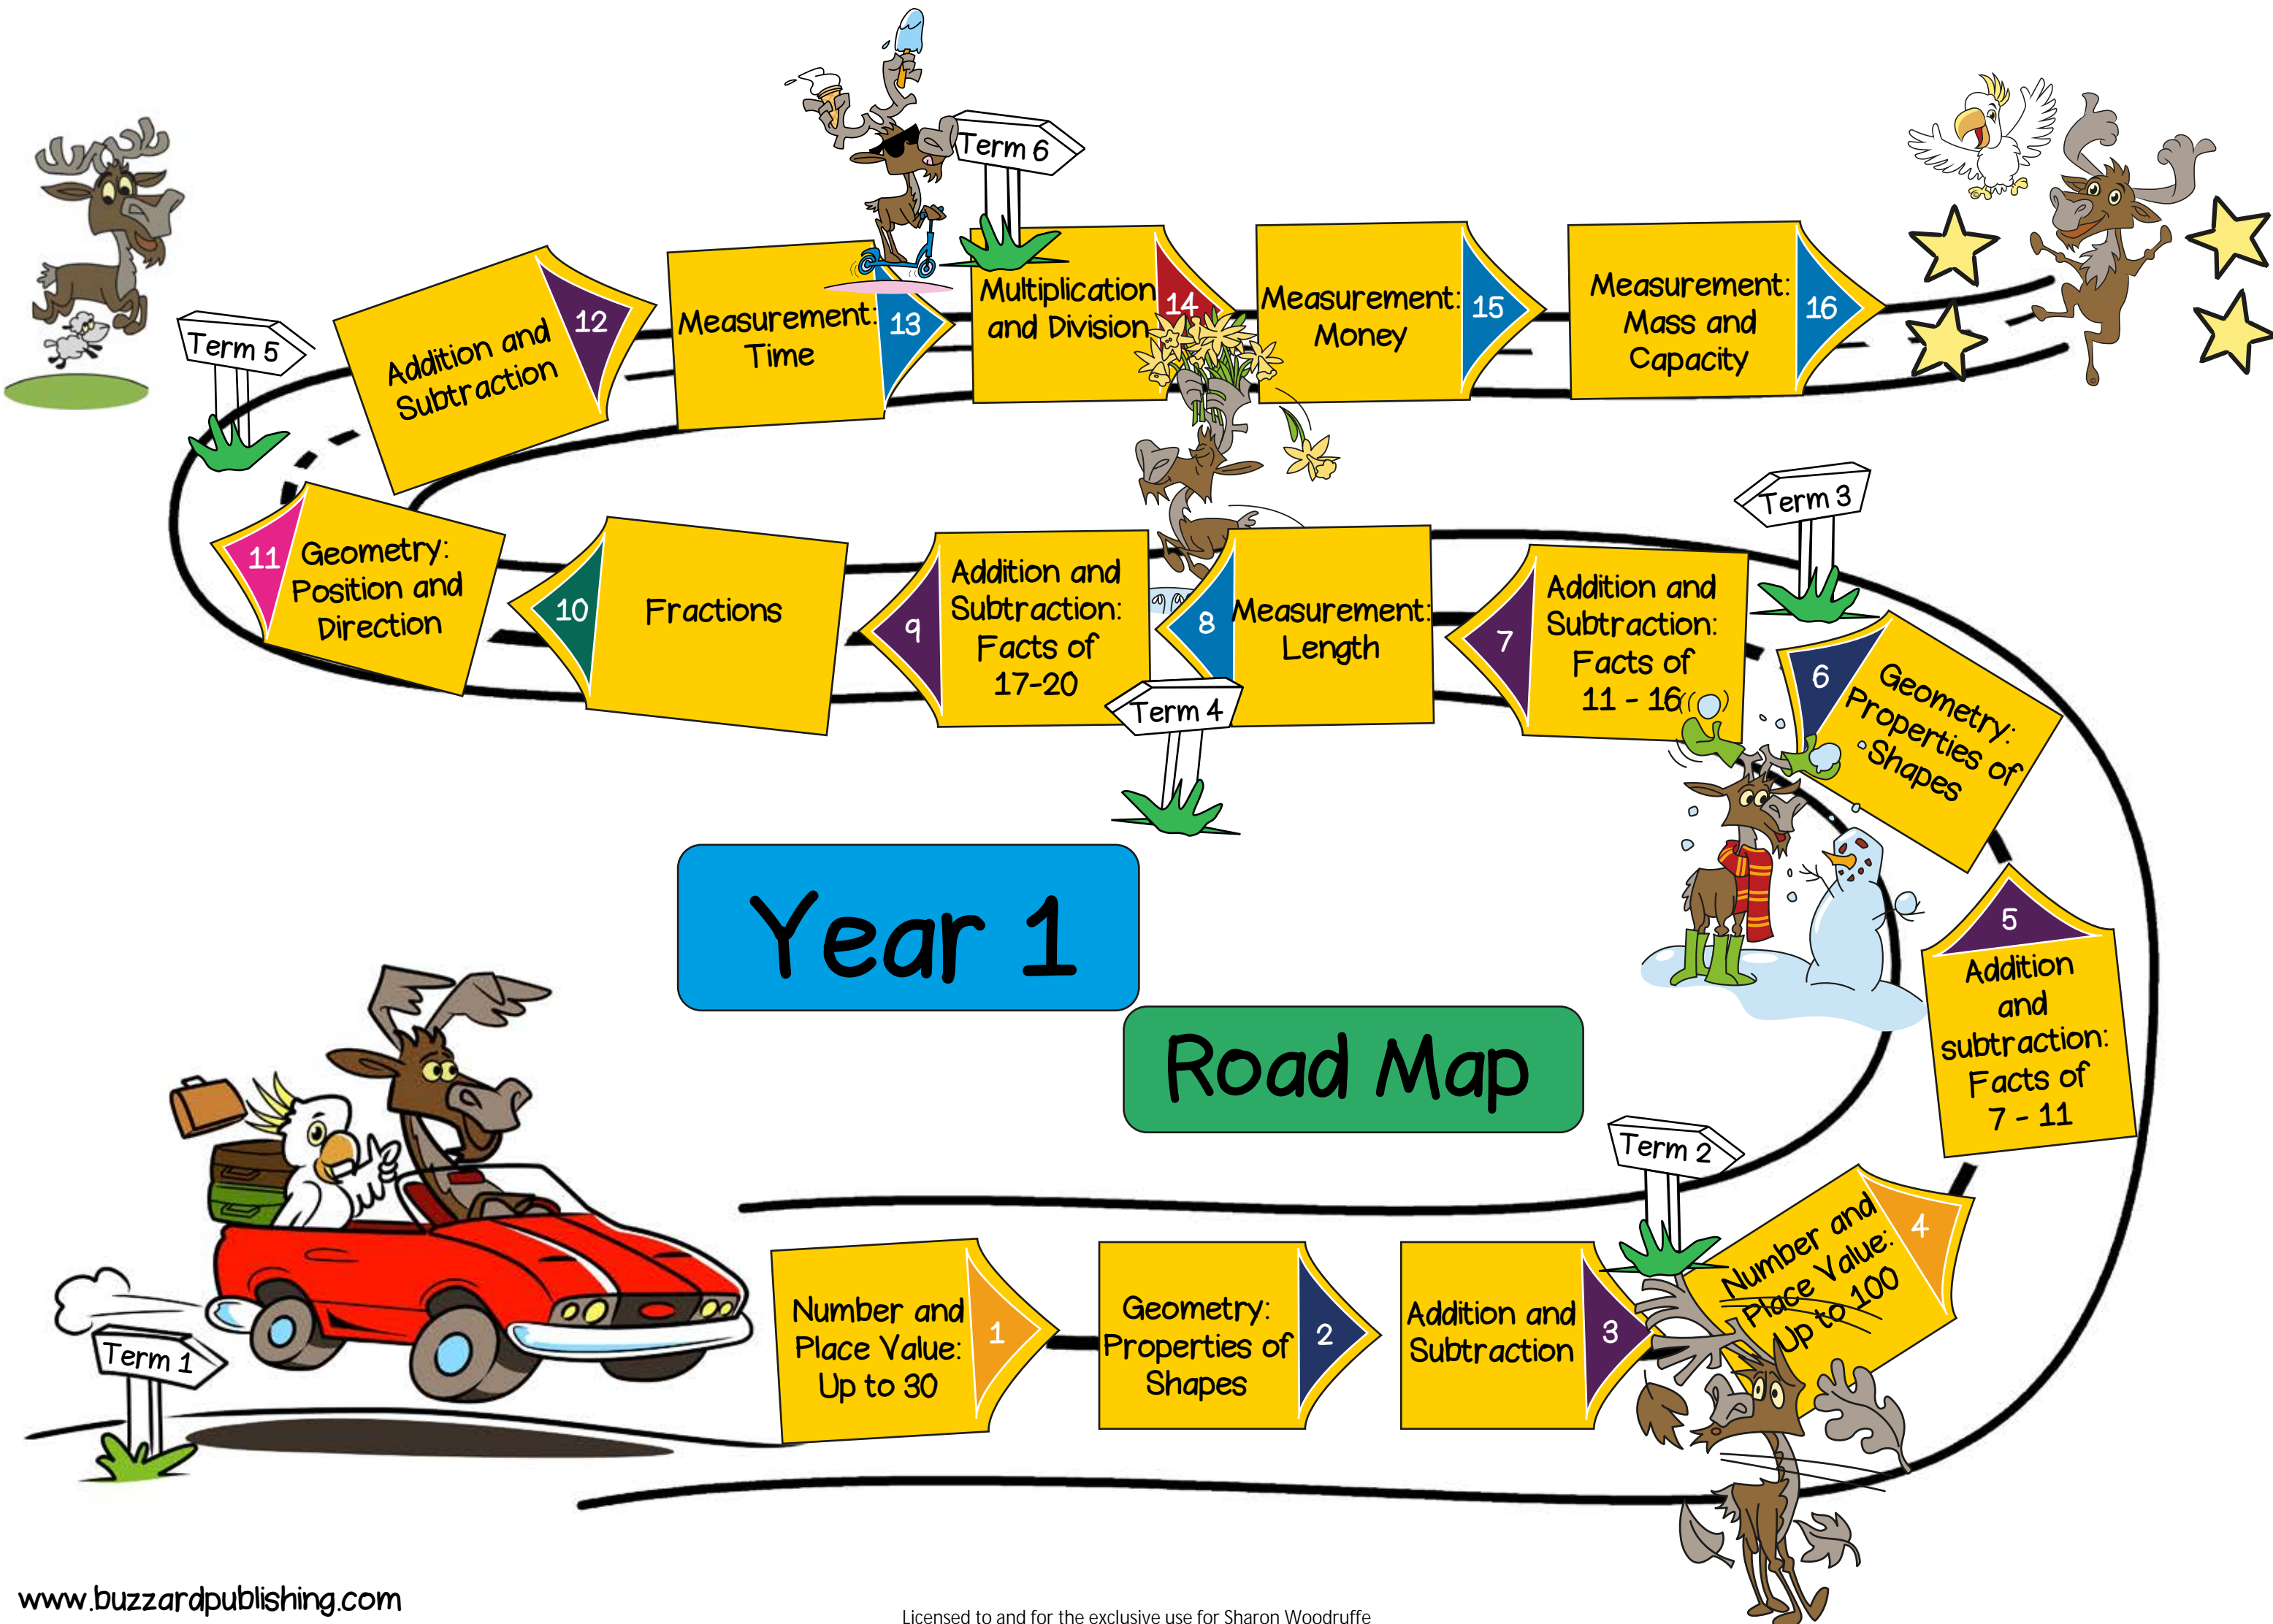 Term 6
Term 5
Addition and
Subtraction
12
Measurement:
Time
13
Multiplication
and Division
14
Measurement:
Money
15
Measurement:
Mass and
Capacity
16
Term 3
11
Geometry:
Position and
Direction
10
Fractions
9
Addition and
Subtraction:
Facts of
17-20
8
Measurement:
Length
7
Addition and
Subtraction:
Facts of
11 - 16
6
Geometry:
Properties of
Shapes
Term 4
Year 1
Road Map
5
Addition
and
subtraction:
Facts of
7 - 11
Term 2
Term 1
Number and
Place Value:
Up to 30
1
Geometry:
Properties of
Shapes
2
Addition and
Subtraction
3
Number and
Place Value:
Up to 100
4
www.buzzardpublishing.com
Licensed to and for the exclusive use for Sharon Woodruffe